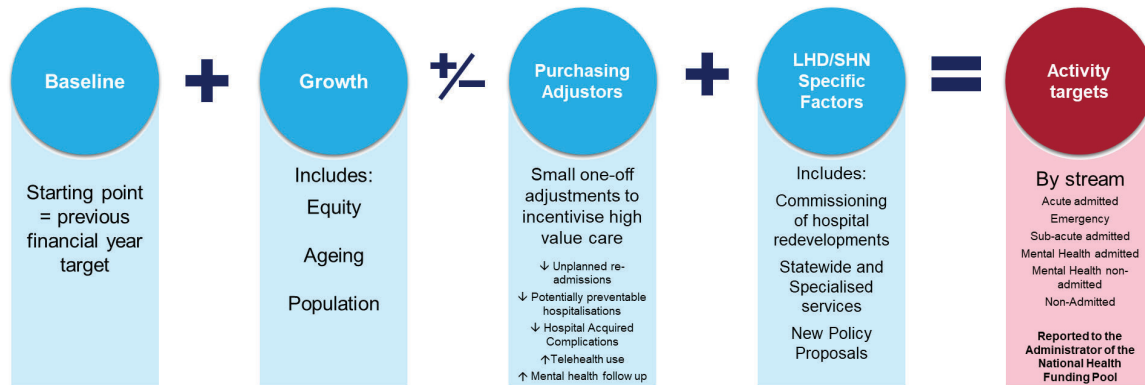 Baseline
+
Growth
+/-
Purchasing
Adjustors
+
LHD/SHN
Specific
Factors
=
Activity
targets
Starting point
= previous
financial year
target
Includes:
Equity
Ageing
Population
Small one-off
adjustments to
incentivise high
value care
↓ Unplanned re-
admissions
↓ Potentially preventable
hospitalisations
↓ Hospital Acquired
Complications
↑Telehealth use
↑ Mental health follow up
Includes:
Commissioning
of hospital
redevelopments
Statewide and
Specialised
services
New Policy
Proposals
By stream
Acute admitted
Emergency
Sub-acute admitted
Mental Health admitted
Mental Health non-
admitted
Non-Admitted
Reported to the
Administrator of the
National Health
Funding Pool